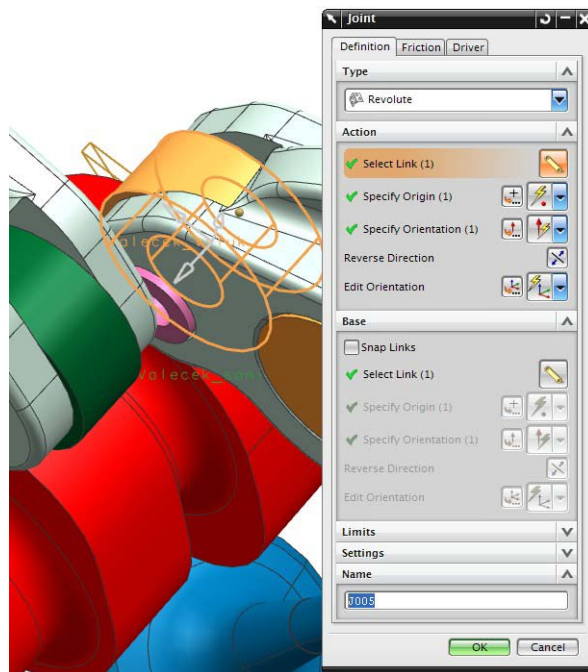 Joint
Definition
Friction
Driver
Type
Revolute
Action
Select Link (1)
Specify Origin (1)
Specify Orientation (1)
Reverse Direction
Edit Orientation
Base
Snap Links
Select Link (1)
Specify Origin (1)
Specify Orientation (1)
Reverse Direction
Edit Orientation
Limits
Settings
Name
J005
OK
Cancel